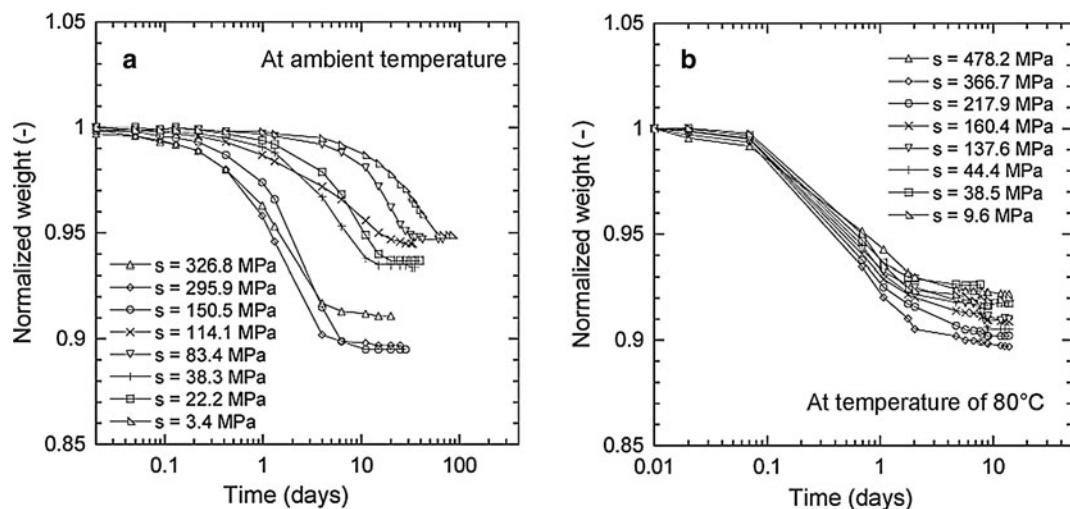 1.05
1
0.95
0.9
0.85
Normalized weight (-)
a
At ambient temperature
s = 326.8 MPa
s = 295.9 MPa
s = 150.5 MPa
s = 114.1 MPa
s = 83.4 MPa
s = 38.3 MPa
s = 22.2 MPa
s = 3.4 MPa
0.1
1
10
100
Time (days)
1.05
1
0.95
0.9
0.85
Normalized weight (-)
b
s = 478.2 MPa
s = 366.7 MPa
s = 217.9 MPa
s = 160.4 MPa
s = 137.6 MPa
s = 44.4 MPa
s = 38.5 MPa
s = 9.6 MPa
At temperature of 80°C
0.01
0.1
1
10
Time (days)